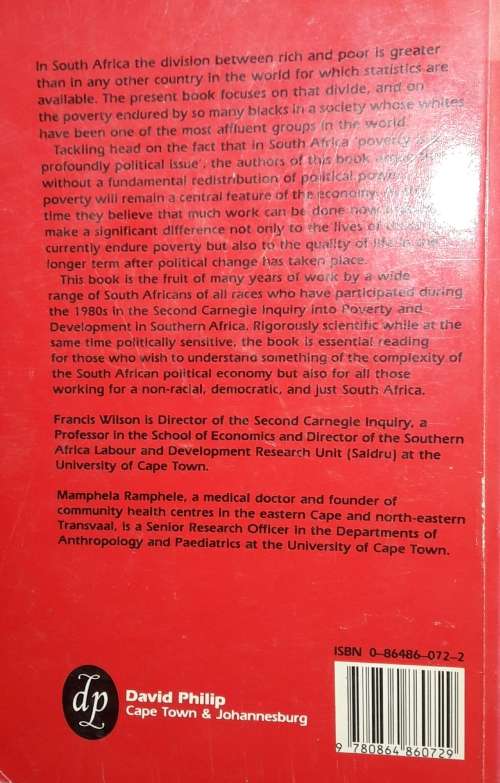 In South Africa the division between rich and poor is greater
than in any other country in the world for which statistics are
available. The present book focuses on that divide, and on
the poverty endured by so many blacks in a society whose whites
have been one of the most affluent groups in the world.
Tackling head on the fact that in South Africa 'poverty is a
profoundly political issue', the authors of this book argue that
without a fundamental redistribution of political power
poverty will remain a central feature of the economy.
time they believe that much work can be done now
make a significant difference not only to the lives of
currently endure poverty but also to the quality of life in the
longer term after political change has taken place.
This book is the fruit of many years of work by a wide
range of South Africans of all races who have participated during
the 1980s in the Second Carnegie Inquiry into Poverty and
Development in Southern Africa. Rigorously scientific while at the
same time politically sensitive, the book is essential reading
for those who wish to understand something of the complexity of
the South African political economy but also for all those
working for a non-racial, democratic, and just South Africa.
Francis Wilson is Director of the Second Carnegie Inquiry, a
Professor in the School of Economics and Director of the Southern
Africa Labour and Development Research Unit (Saldru) at the
University of Cape Town.
Mamphela Ramphele, a medical doctor and founder of
community health centres in the eastern Cape and north-eastern
Transvaal, is a Senior Research Officer in the Departments of
Anthropology and Paediatrics at the University of Cape Town.
ISBN 0-86486-072-2
dp
David Philip
Cape Town & Johannesburg
9 780864 860729